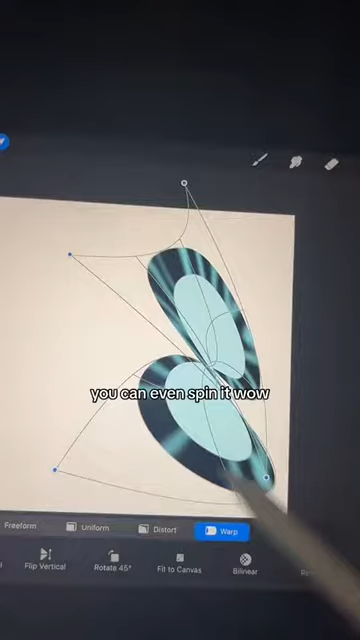 you can even spin it wow
Freeform
Uniform
Distort
Warp
Flip Vertical
Rotate 45°
Fit to Canvas
Bilinear